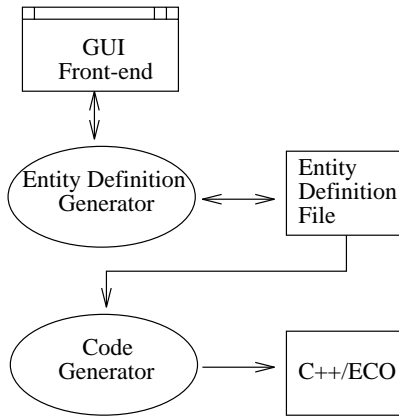 GUI
Front-end
Entity Definition
Generator
Entity
Definition
File
Code
Generator
C++/ECO